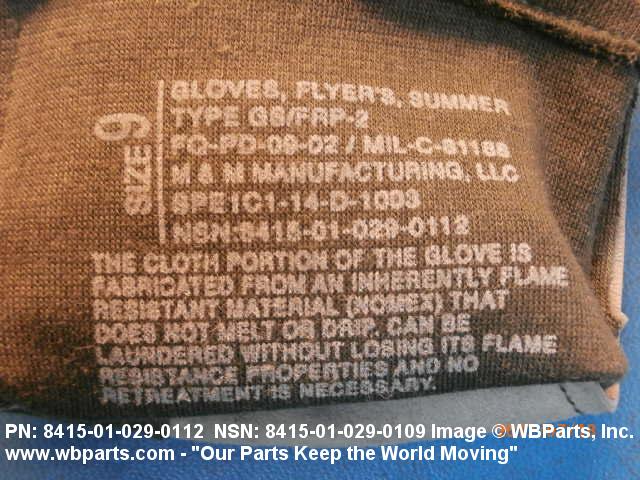 SIZE 9
GLOVES, FLYER'S, SUMMER
TYPE GS/FRP-2
PO-PD-09-02 / MIL-C-81188
M & M MANUFACTURING, LLC
SPE1C1-14-D-1003
NSN-8415-01-029-0112
THE CLOTH PORTION OF THE GLOVE IS
FABRICATED FROM AN INHERENTLY FLAME
RESISTANT MATERIAL (NOMEX) THAT
DOES NOT MELT OR DRIP. CAN BE
LAUNDERED WITHOUT LOSING ITS FLAME
RESISTANCE PROPERTIES AND NO
RETREATMENT IS NECESSARY.
PN: 8415-01-029-0112 NSN: 8415-01-029-0109 Image © WBParts, Inc.
www.wbparts.com - "Our Parts Keep the World Moving"